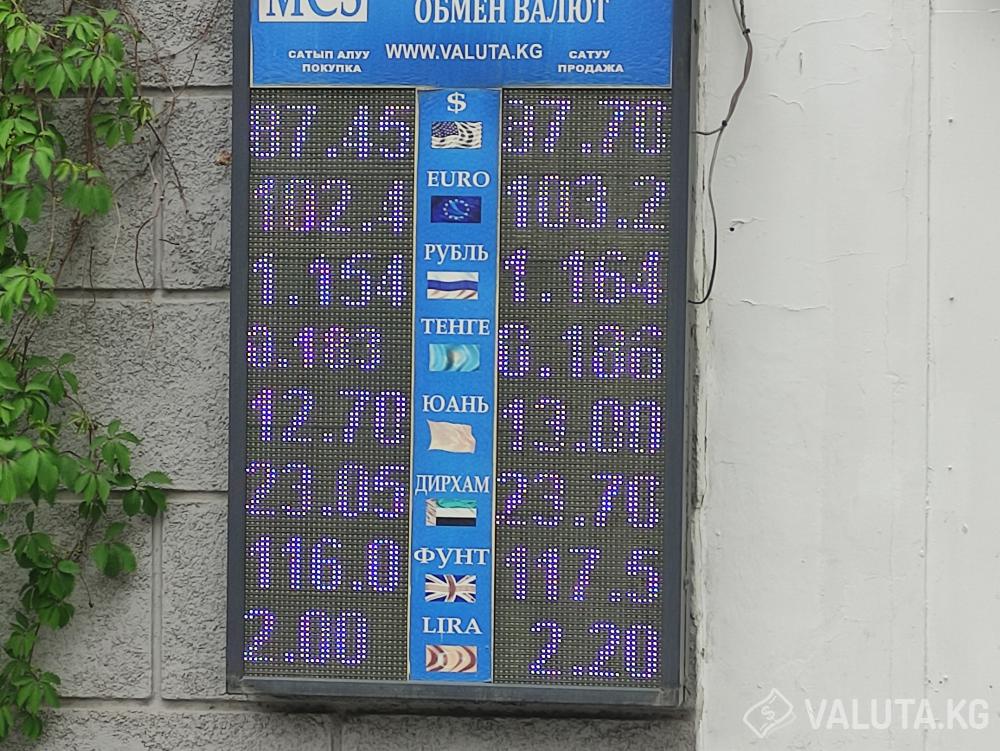 MCS ОБМЕН ВАЛЮТ
САТЫП АЛУУ WWW.VALUTA.KG САТУУ
ПОКУПКА ПРОДАЖА
87.45 $ 87.70
102.4 EURO 103.2
1.154 РУБЛЬ 1.164
0.163 ТЕНГЕ 0.186
12.70 ЮАНЬ 13.00
23.05 ДИРХАМ 23.70
116.0 ФУНТ 117.5
2.00 LIRA 2.20
VALUTA.KG